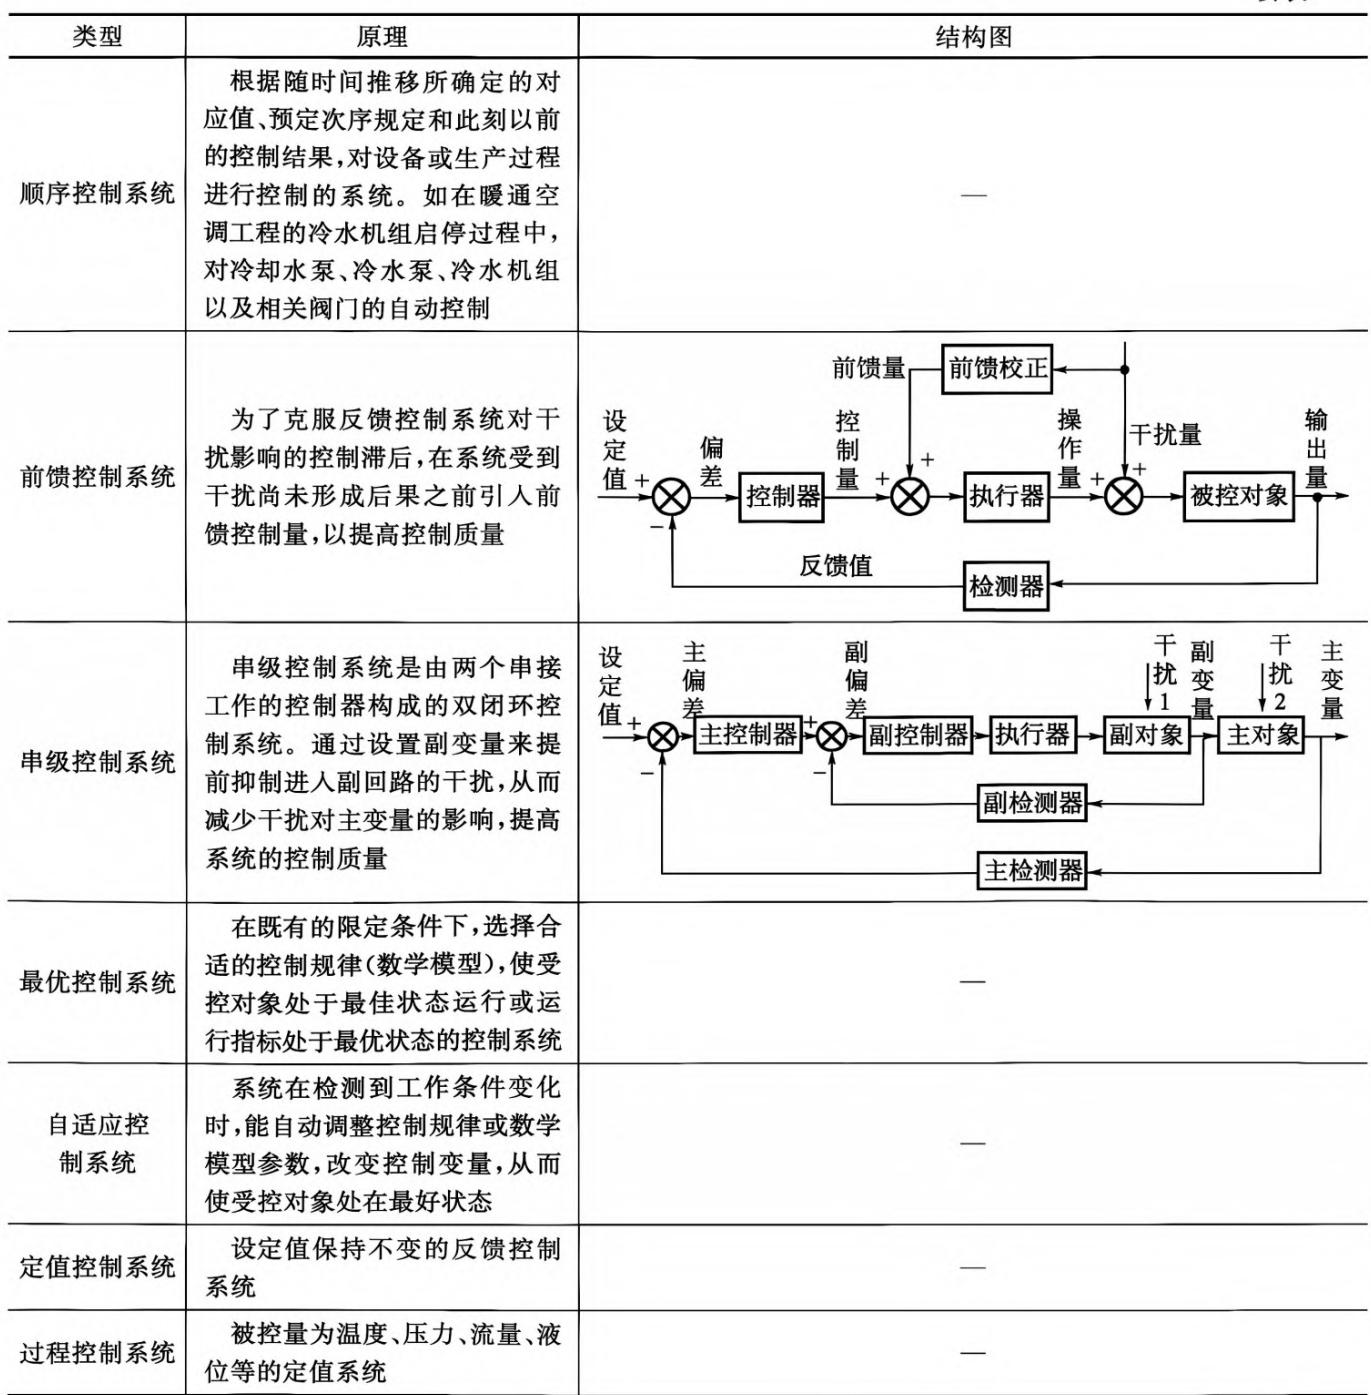 类型 原理 结构图
顺序控制系统
根据随时间推移所确定的对
应值、预定次序规定和此刻以前
的控制结果,对设备或生产过程
进行控制的系统。如在暖通空
调工程的冷水机组启停过程中,
对冷却水泵、冷水泵、冷水机组
以及相关阀门的自动控制
—
前馈控制系统
为了克服反馈控制系统对干
扰影响的控制滞后,在系统受到
干扰尚未形成后果之前引人前
馈控制量,以提高控制质量
前馈量
前馈校正
设定值
+
−
偏差
控制器
控制量
+
+
执行器
操作量
+
+
干扰量
被控对象
输出量
反馈值
检测器
串级控制系统
串级控制系统是由两个串接
工作的控制器构成的双闭环控
制系统。通过设置副变量来提
前抑制进入副回路的干扰,从而
减少干扰对主变量的影响,提高
系统的控制质量
设定值
+
−
主偏差
主控制器
+
−
副偏差
副控制器
执行器
干扰1
副对象
副变量
干扰2
主对象
主变量
副检测器
主检测器
最优控制系统
在既有的限定条件下,选择合
适的控制规律(数学模型),使受
控对象处于最佳状态运行或运
行指标处于最优状态的控制系统
—
自适应控
制系统
系统在检测到工作条件变化
时,能自动调整控制规律或数学
模型参数,改变控制变量,从而
使受控对象处在最好状态
—
定值控制系统
设定值保持不变的反馈控制
系统
—
过程控制系统
被控量为温度、压力、流量、液
位等的定值系统
—